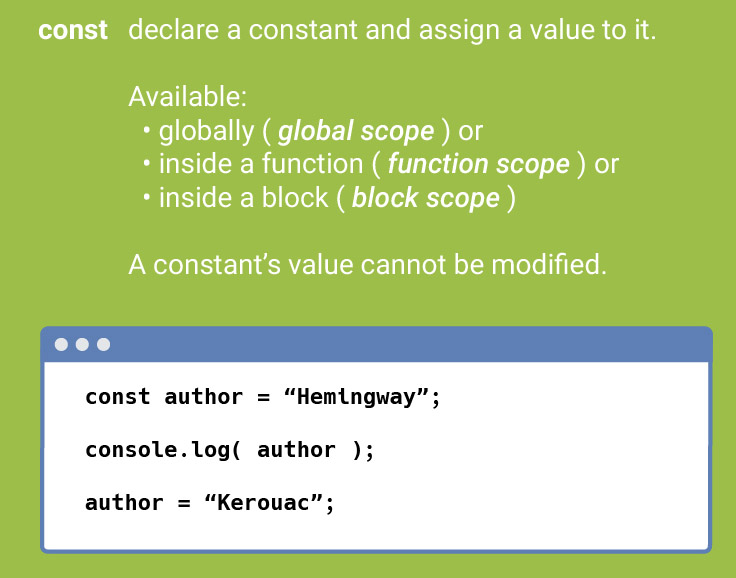 const declare a constant and assign a value to it.
Available:
• globally ( global scope ) or
• inside a function ( function scope ) or
• inside a block ( block scope )
A constant’s value cannot be modified.
const author = “Hemingway”;
console.log( author );
author = “Kerouac”;